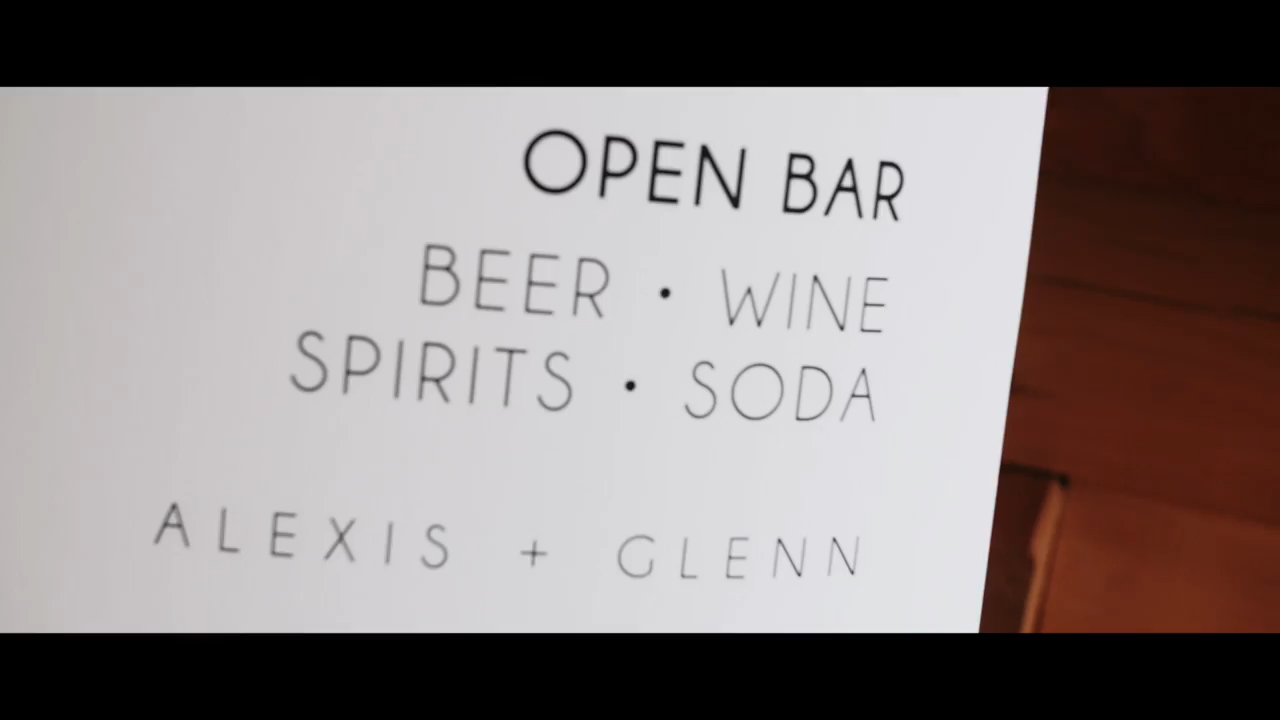 OPEN BAR
BEER • WINE
SPIRITS • SODA
ALEXIS + GLENN